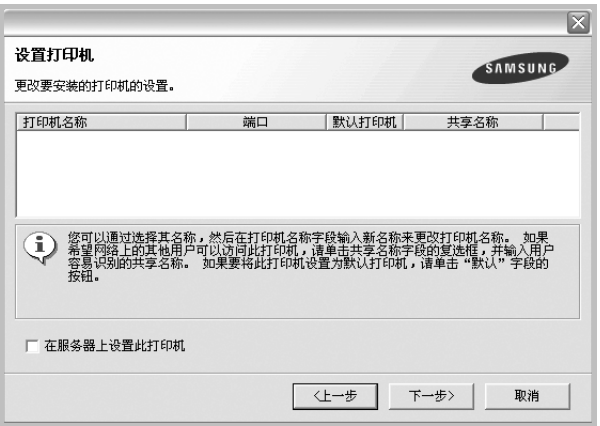 设置打印机
SAMSUNG
更改要安装的打印机的设置。
打印机名称 端口 默认打印机 共享名称
您可以通过选择其名称，然后在打印机名称字段输入新名称来更改打印机名称。 如果
希望网络上的其他用户可以访问此打印机，请单击共享名称字段的复选框，并输入用户
容易识别的共享名称。 如果要将此打印机设置为默认打印机，请单击“默认”字段的
按钮。
在服务器上设置此打印机
<上一步 下一步> 取消